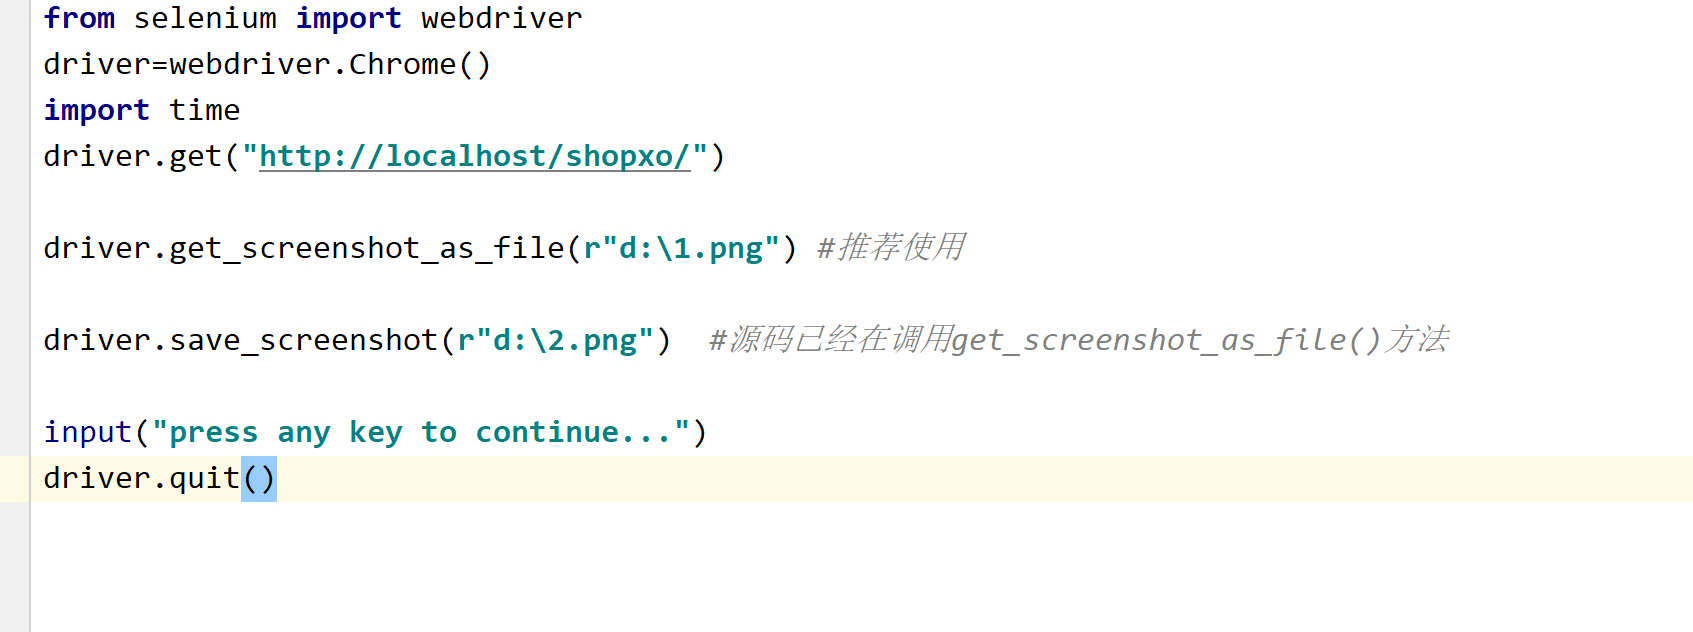 from selenium import webdriver
driver=webdriver.Chrome()
import time
driver.get("http://localhost/shopxo/")
driver.get_screenshot_as_file(r"d:\1.png") #推荐使用
driver.save_screenshot(r"d:\2.png")  #源码已经在调用get_screenshot_as_file()方法
input("press any key to continue...")
driver.quit()